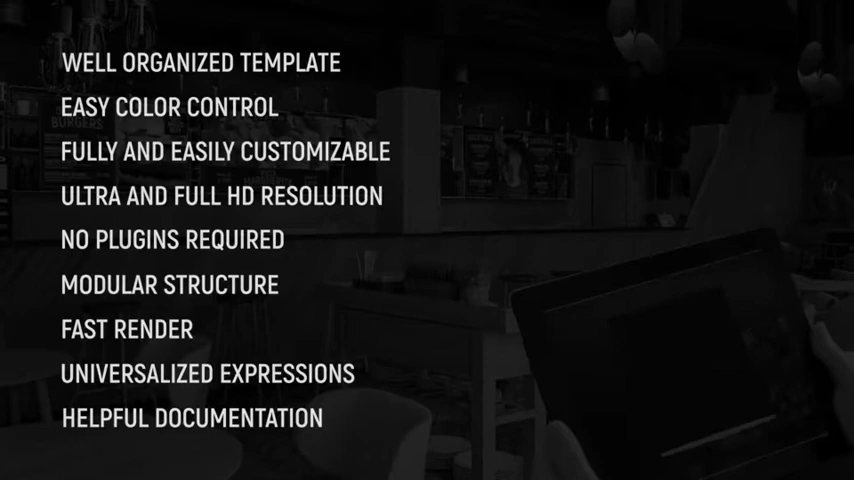 WELL ORGANIZED TEMPLATE
EASY COLOR CONTROL
FULLY AND EASILY CUSTOMIZABLE
ULTRA AND FULL HD RESOLUTION
NO PLUGINS REQUIRED
MODULAR STRUCTURE
FAST RENDER
UNIVERSALIZED EXPRESSIONS
HELPFUL DOCUMENTATION
BURGERS